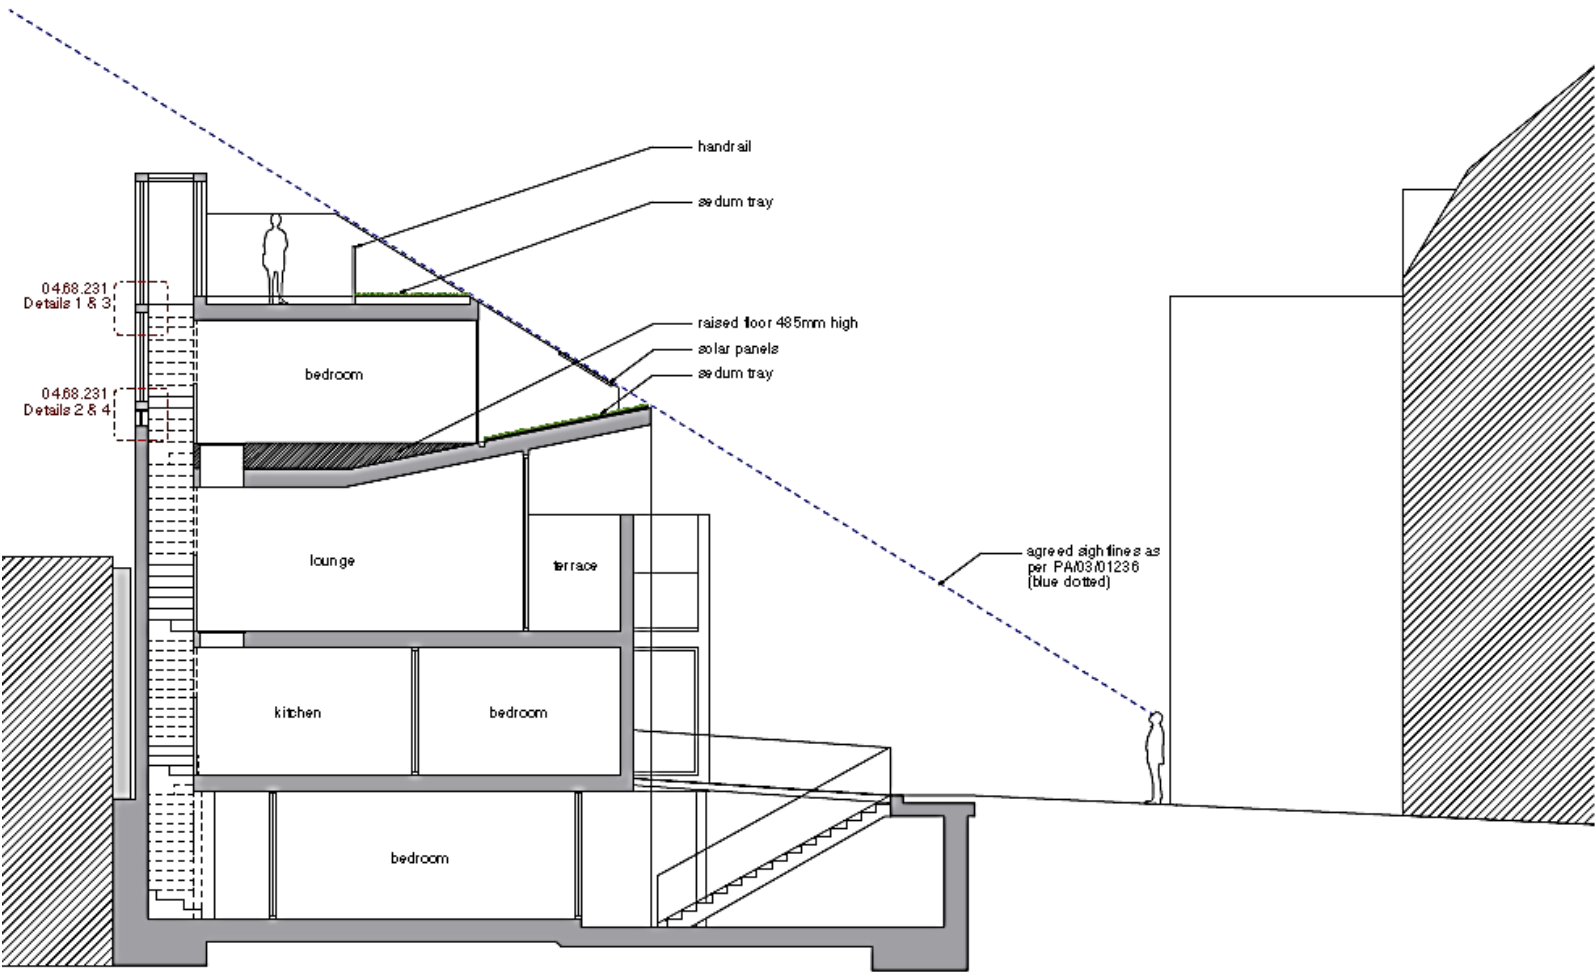 handrail
sedum tray
04.68.231
Details 1 & 3
raised floor 485mm high
solar panels
sedum tray
bedroom
04.68.231
Details 2 & 4
lounge
terrace
agreed sightlines as
per PA/03/01236
(blue dotted)
kitchen
bedroom
bedroom